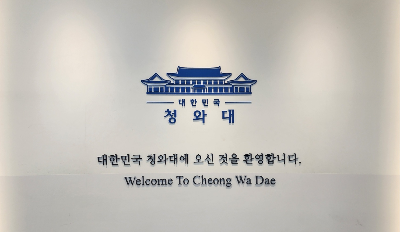 대한민국
청와대
대한민국 청와대에 오신 것을 환영합니다.
Welcome To Cheong Wa Dae